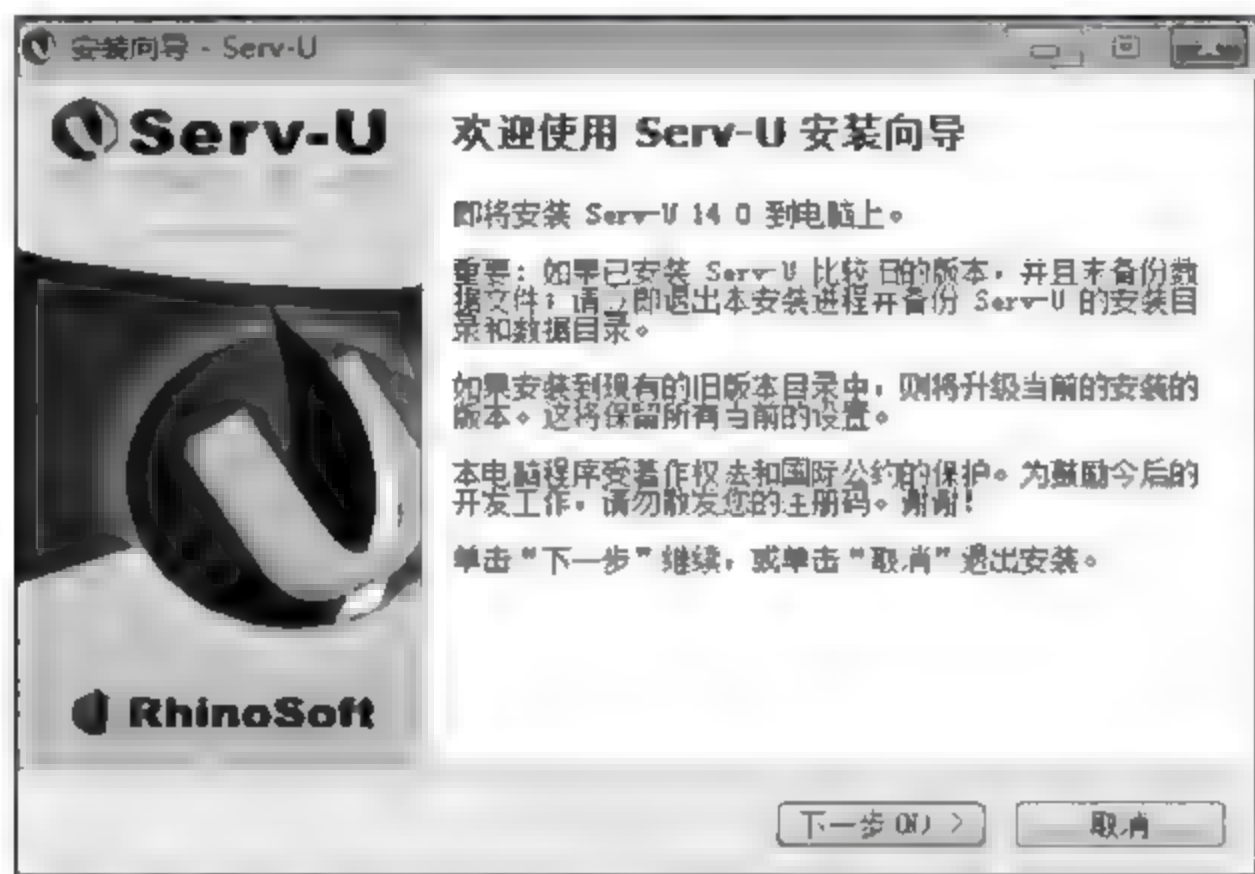 安装向导 - Serv-U
Serv-U
欢迎使用 Serv-U 安装向导
即将安装 Serv-U 14 0 到电脑上。
重要：如果已安装 Serv-U 比较旧的版本，并且未备份数
据文件；请立即退出本安装进程并备份 Serv-U 的安装目
录和数据目录。
如果安装到现有的旧版本目录中，则将升级当前的安装的
版本。这将保留所有当前的设置。
本电脑程序受著作权法和国际公约的保护。为鼓励今后的
开发工作，请勿散发您的注册码。谢谢！
单击“下一步”继续，或单击“取消”退出安装。
RhinoSoft
下一步(N) >
取消